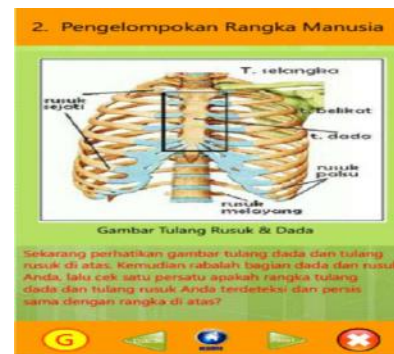 2. Pengelompokan Rangka Manusia
T. selangka
rusuk
sejati
t. belikat
t. dada
rusuk
palsu
rusuk
melayang
Gambar Tulang Rusuk & Dada
Sekarang perhatikan gambar tulang dada dan tulang
rusuk di atas. Kemudian rabalah bagian dada dan rusuk
Anda, lalu cek satu persatu apakah rangka tulang
dada dan tulang rusuk Anda terdeteksi dan persis
sama dengan rangka di atas?
G
HOME